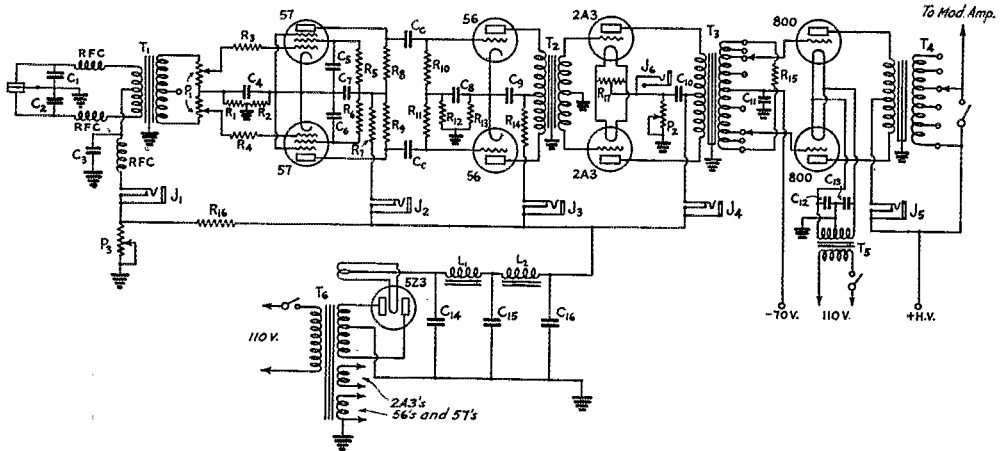 57
56
2A3
800
To Mod. Amp.
RFC
T1
R3
C5
R5
R8
Cc
R10
T2
J6
C10
T3
R15
T4
C1
C2
P1
C4
R1
R2
C7
R6
C8
C9
R12
R13
R11
R14
R17
P2
C11
RFC
R4
C6
R7
R9
Cc
C3
RFC
57
56
2A3
800
C13
C12
J1
J2
J3
J4
J5
R16
P3
T5
L1
L2
5Z3
T6
C14
C15
C16
110 V.
-70 V.
110 V.
+H.V.
2A3's
56's and 57's